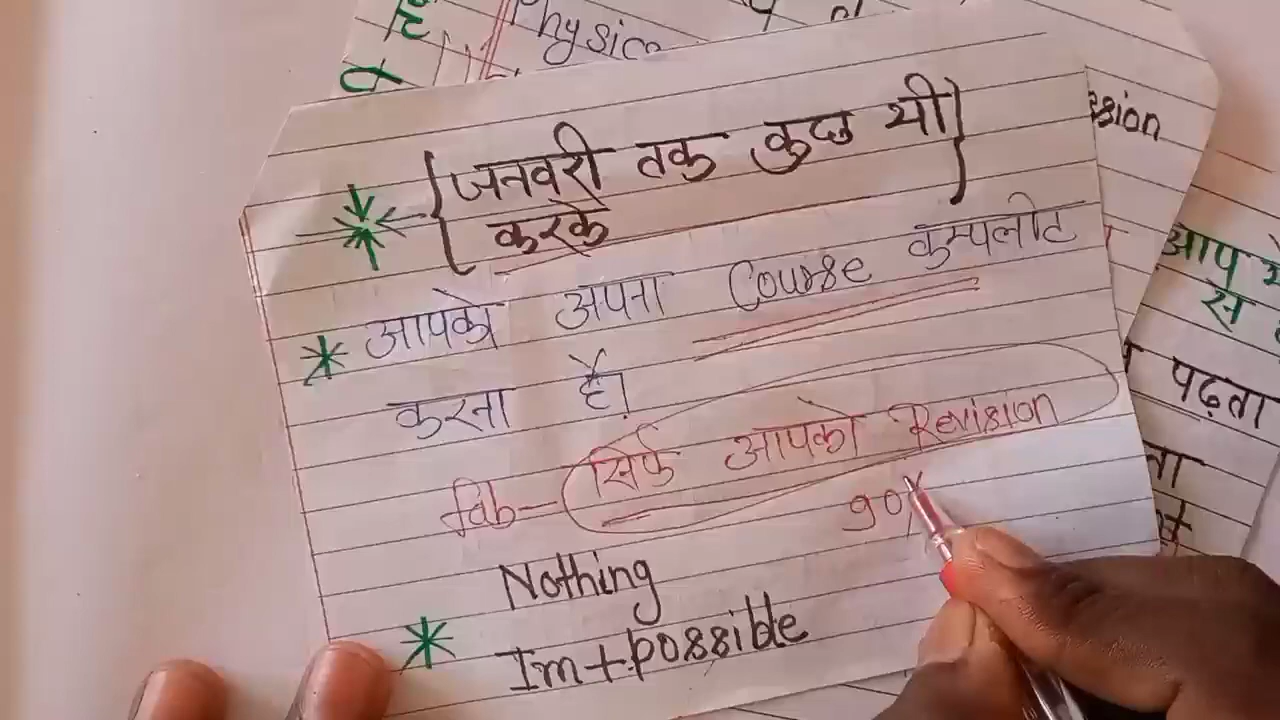 Physics
ssion
{जनवरी तक कुछ भी}
करके
आपको अपना Course कम्पलीट
करना है।
feb— सिर्फ आपको Revision
90%
Nothing
Im+possible
आप
से
पढ़ता
ता